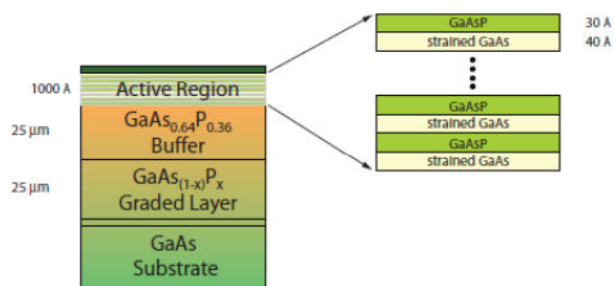 1000 Å
Active Region
25 μm
GaAs0.64P0.36
Buffer
25 μm
GaAs(1-x)Px
Graded Layer
GaAs
Substrate
GaAsP
30 Å
strained GaAs
40 Å
GaAsP
strained GaAs
GaAsP
strained GaAs